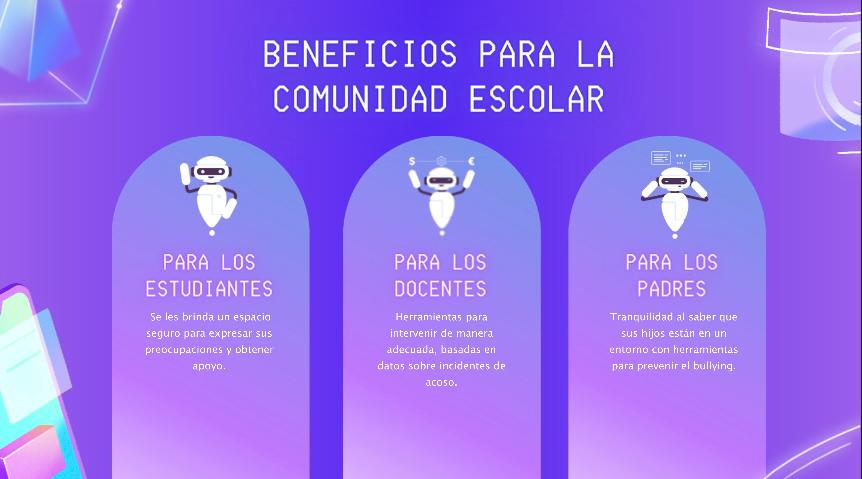 BENEFICIOS PARA LA
COMUNIDAD ESCOLAR
$ €
PARA LOS
ESTUDIANTES
Se les brinda un espacio
seguro para expresar sus
preocupaciones y obtener
apoyo.
PARA LOS
DOCENTES
Herramientas para
intervenir de manera
adecuada, basadas en
datos sobre incidentes de
acoso.
PARA LOS
PADRES
Tranquilidad al saber que
sus hijos están en un
entorno con herramientas
para prevenir el bullying.